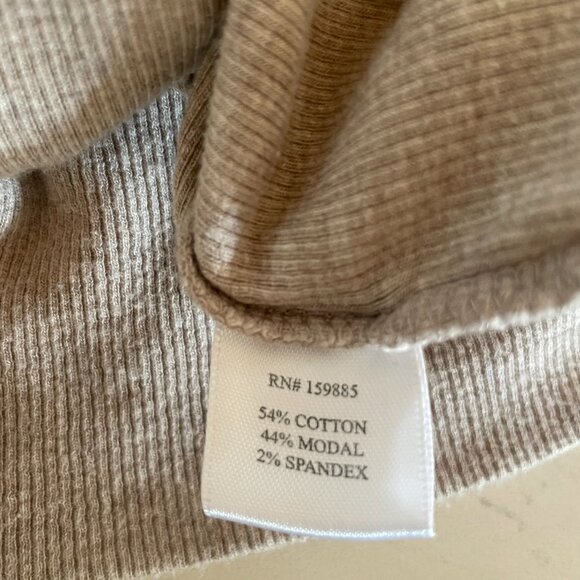 RN# 159885
54% COTTON
44% MODAL
2% SPANDEX